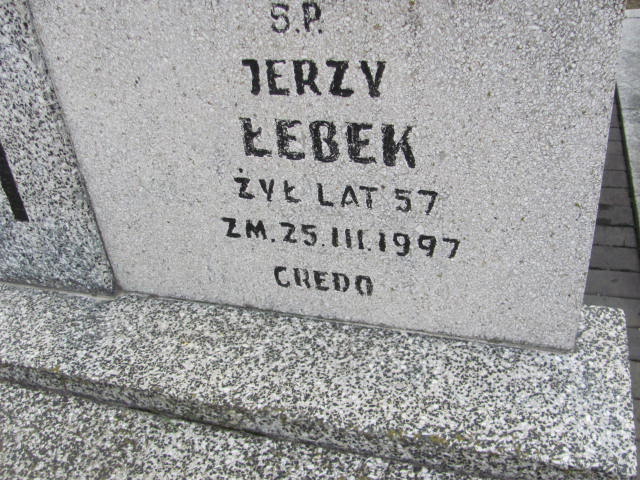 Ś.P.
JERZY
ŁEBEK
ŻYŁ LAT 57
ZM. 25.III.1997
CREDO